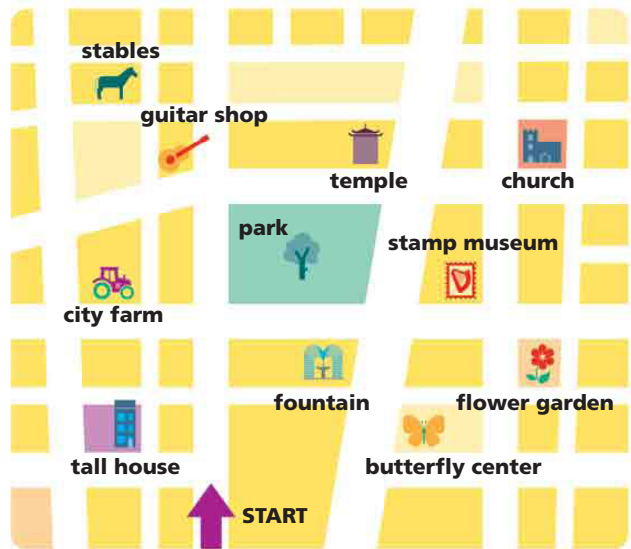 stables
guitar shop
temple
church
park
stamp museum
city farm
fountain
flower garden
tall house
butterfly center
START